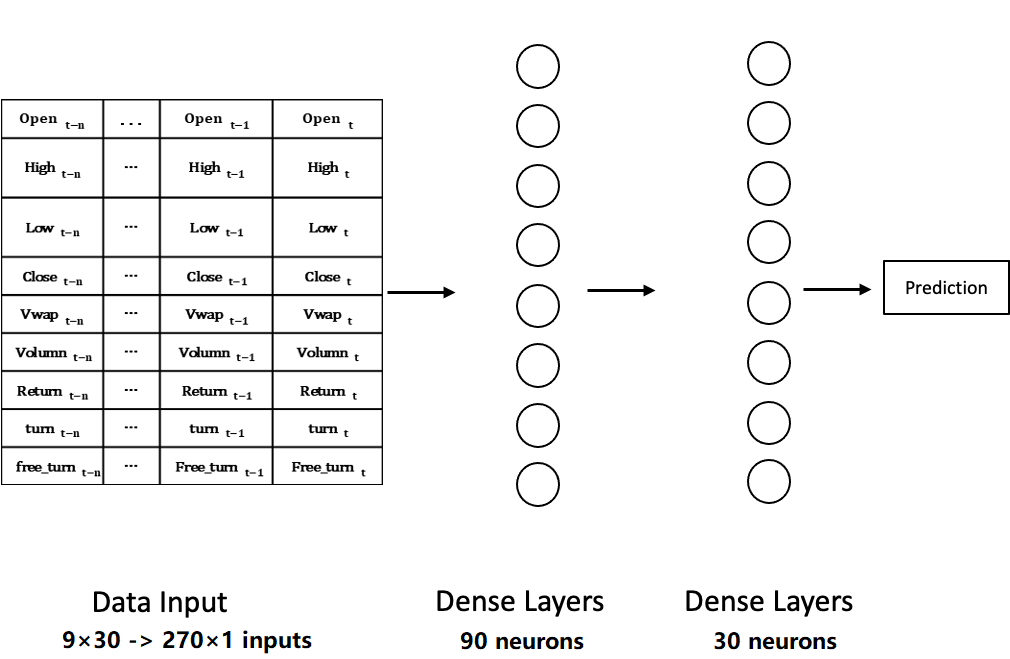 Open t−n ... Open t−1 Open t
High t−n ... High t−1 High t
Low t−n ... Low t−1 Low t
Close t−n ... Close t−1 Close t
Vwap t−n ... Vwap t−1 Vwap t
Volumn t−n ... Volumn t−1 Volumn t
Return t−n ... Return t−1 Return t
turn t−n ... turn t−1 turn t
free_turn t−n ... Free_turn t−1 Free_turn t
Prediction
Data Input Dense Layers Dense Layers
9×30 -> 270×1 inputs 90 neurons 30 neurons